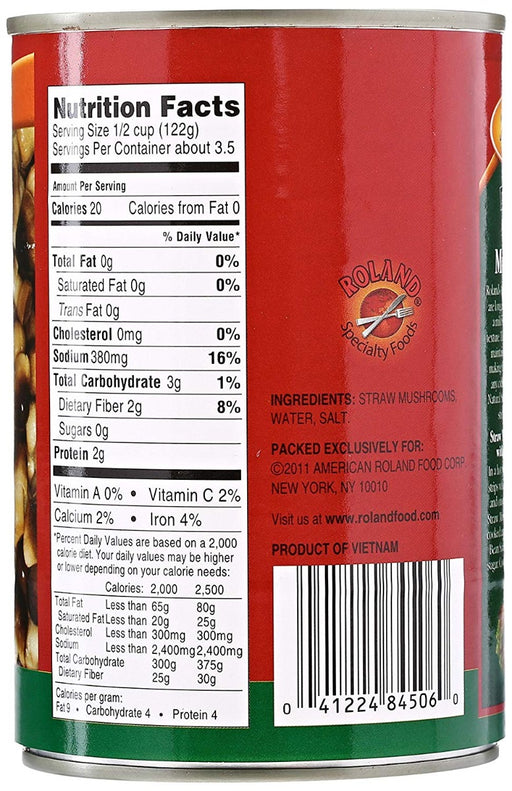 Nutrition Facts
Serving Size 1/2 cup (122g)
Servings Per Container about 3.5
Amount Per Serving
Calories 20 Calories from Fat 0
% Daily Value*
Total Fat 0g 0%
Saturated Fat 0g 0%
Trans Fat 0g
Cholesterol 0mg 0%
Sodium 380mg 16%
Total Carbohydrate 3g 1%
Dietary Fiber 2g 8%
Sugars 0g
Protein 2g
Vitamin A 0% • Vitamin C 2%
Calcium 2% • Iron 4%
*Percent Daily Values are based on a 2,000
calorie diet. Your daily values may be higher
or lower depending on your calorie needs:
Calories: 2,000 2,500
Total Fat Less than 65g 80g
Saturated Fat Less than 20g 25g
Cholesterol Less than 300mg 300mg
Sodium Less than 2,400mg 2,400mg
Total Carbohydrate 300g 375g
Dietary Fiber 25g 30g
Calories per gram:
Fat 9 • Carbohydrate 4 • Protein 4
ROLAND®
Specialty Foods
INGREDIENTS: STRAW MUSHROOMS,
WATER, SALT.
PACKED EXCLUSIVELY FOR:
©2011 AMERICAN ROLAND FOOD CORP.
NEW YORK, NY 10010
Visit us at www.rolandfood.com
PRODUCT OF VIETNAM
0 41224 84506 0